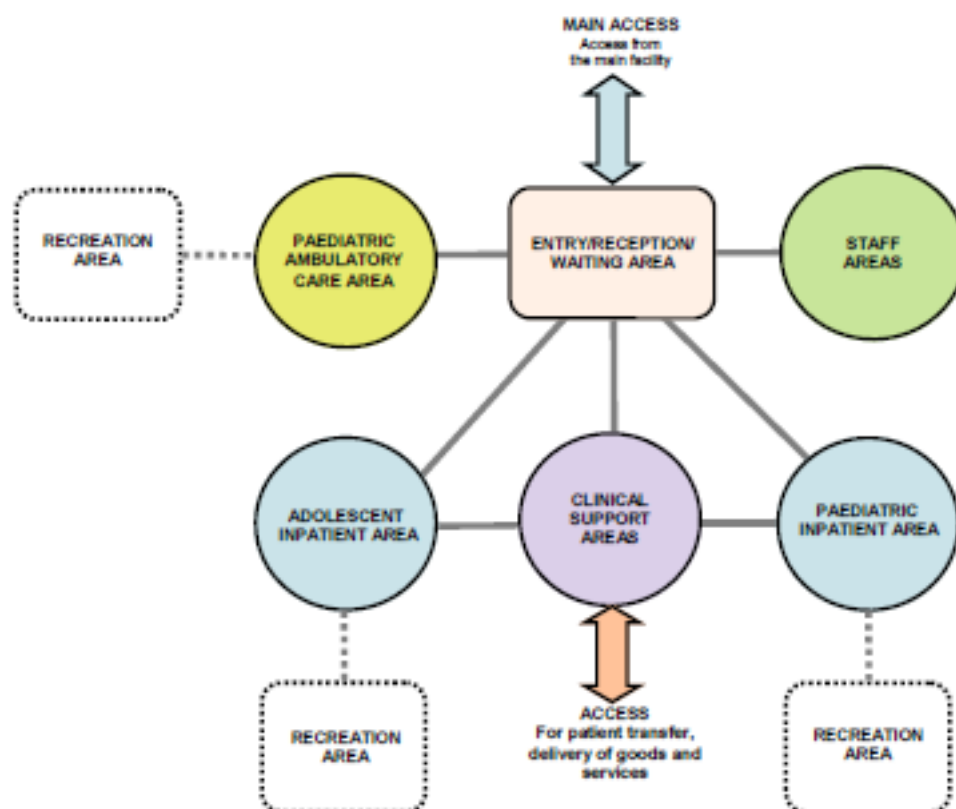 MAIN ACCESS
Access from
the main facility
RECREATION
AREA
PAEDIATRIC
AMBULATORY
CARE AREA
ENTRY/RECEPTION/
WAITING AREA
STAFF
AREAS
ADOLESCENT
INPATIENT AREA
CLINICAL
SUPPORT
AREAS
PAEDIATRIC
INPATIENT AREA
RECREATION
AREA
ACCESS
For patient transfer,
delivery of goods and
services
RECREATION
AREA